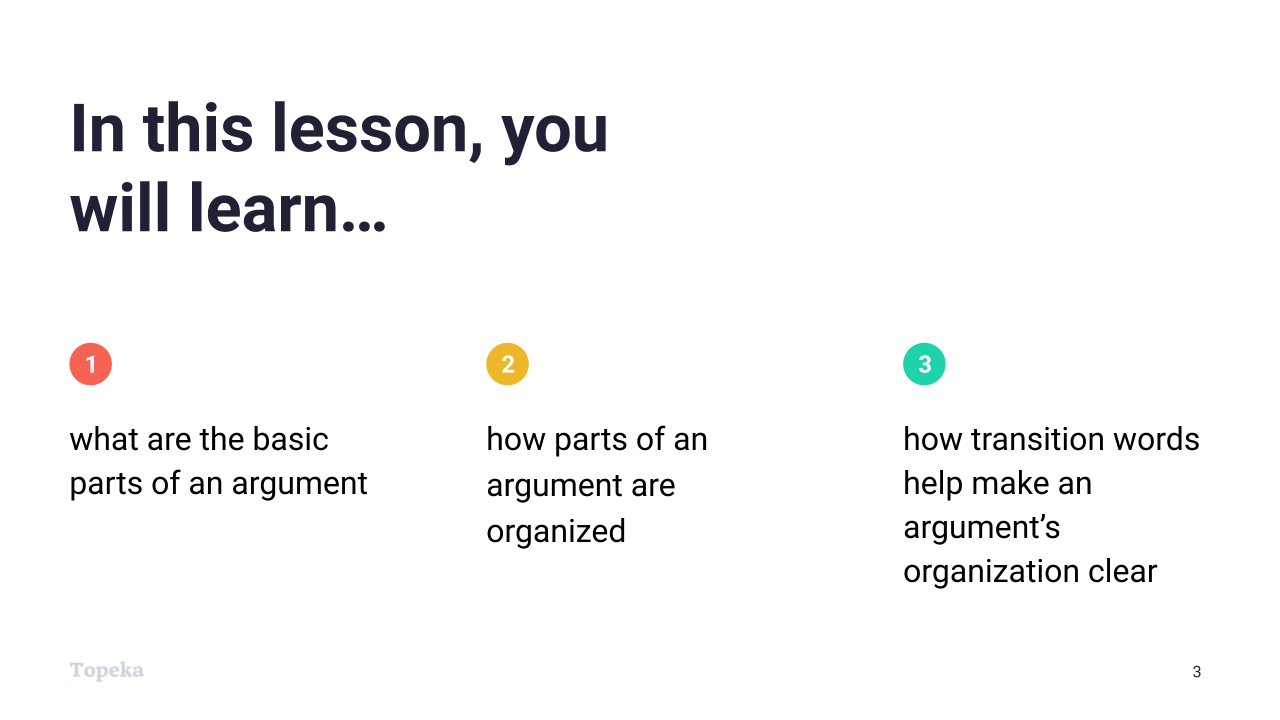 In this lesson, you
will learn…
1
what are the basic
parts of an argument
2
how parts of an
argument are
organized
3
how transition words
help make an
argument’s
organization clear
Topeka
3